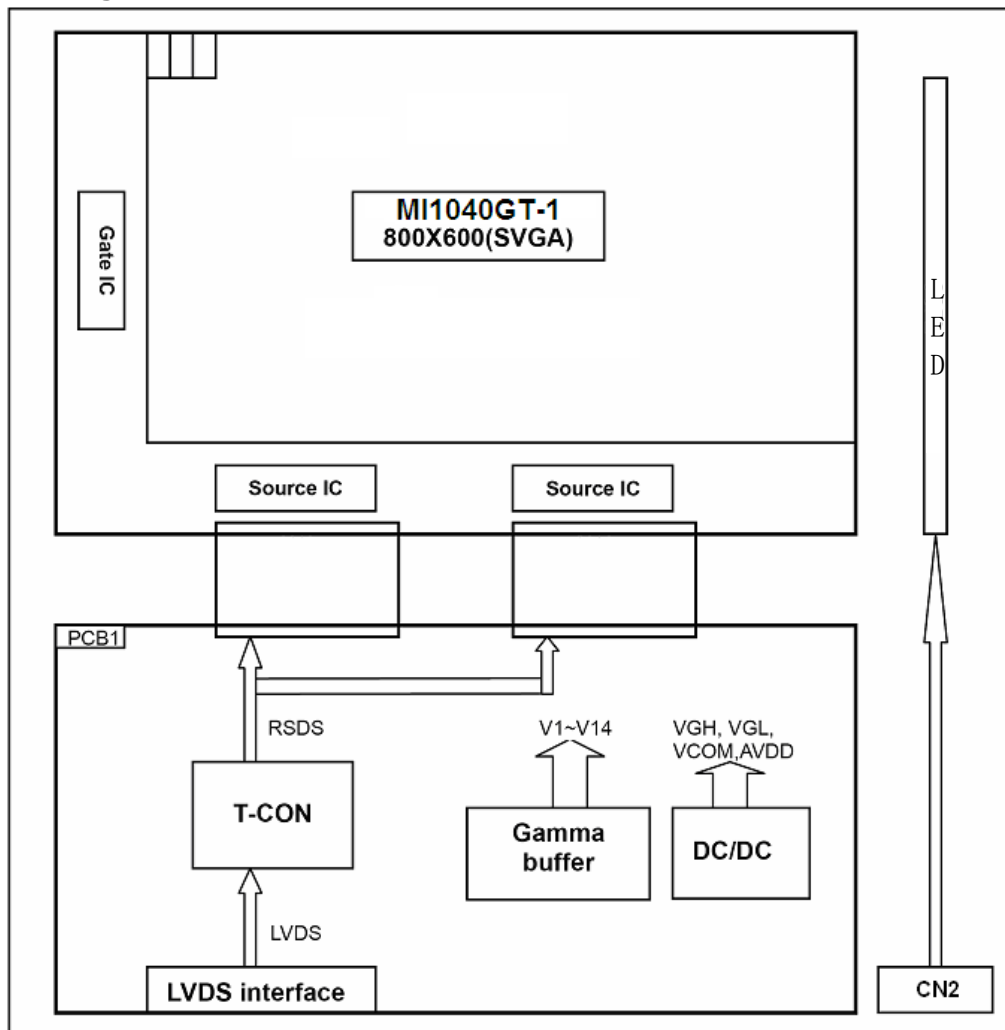 MI1040GT-1
800X600(SVGA)
Gate IC
LED
Source IC
Source IC
PCB1
RSDS
V1~V14
VGH, VGL,
VCOM,AVDD
T-CON
Gamma
buffer
DC/DC
LVDS
LVDS interface
CN2